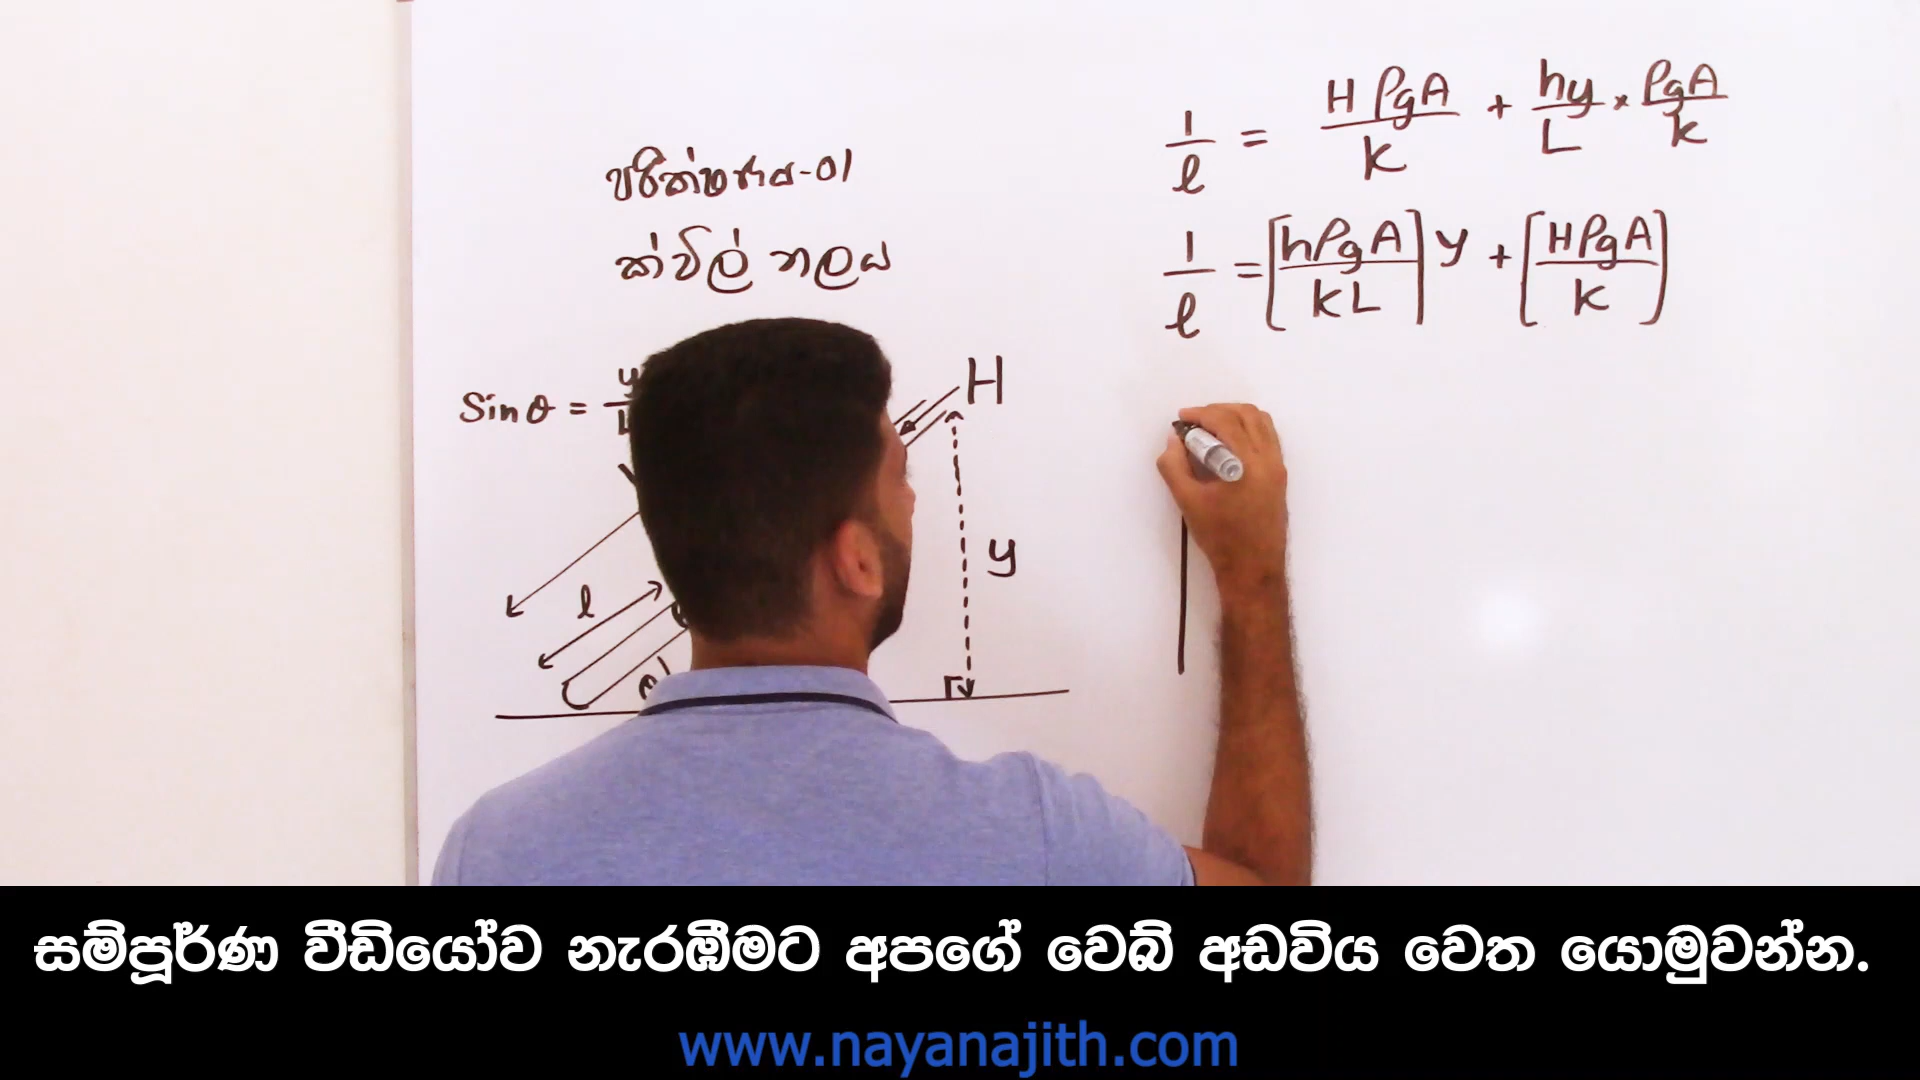 පරීක්ෂණය-01
ක්විල් නලය
Sinθ = y/L
H
y
l
θ
1/l = HρgA/k + hy/L × ρgA/k
1/l = [hρgA/kL] y + [HρgA/k]
සම්පූර්ණ වීඩියෝව නැරඹීමට අපගේ වෙබ් අඩවිය වෙත යොමුවන්න.
www.nayanajith.com